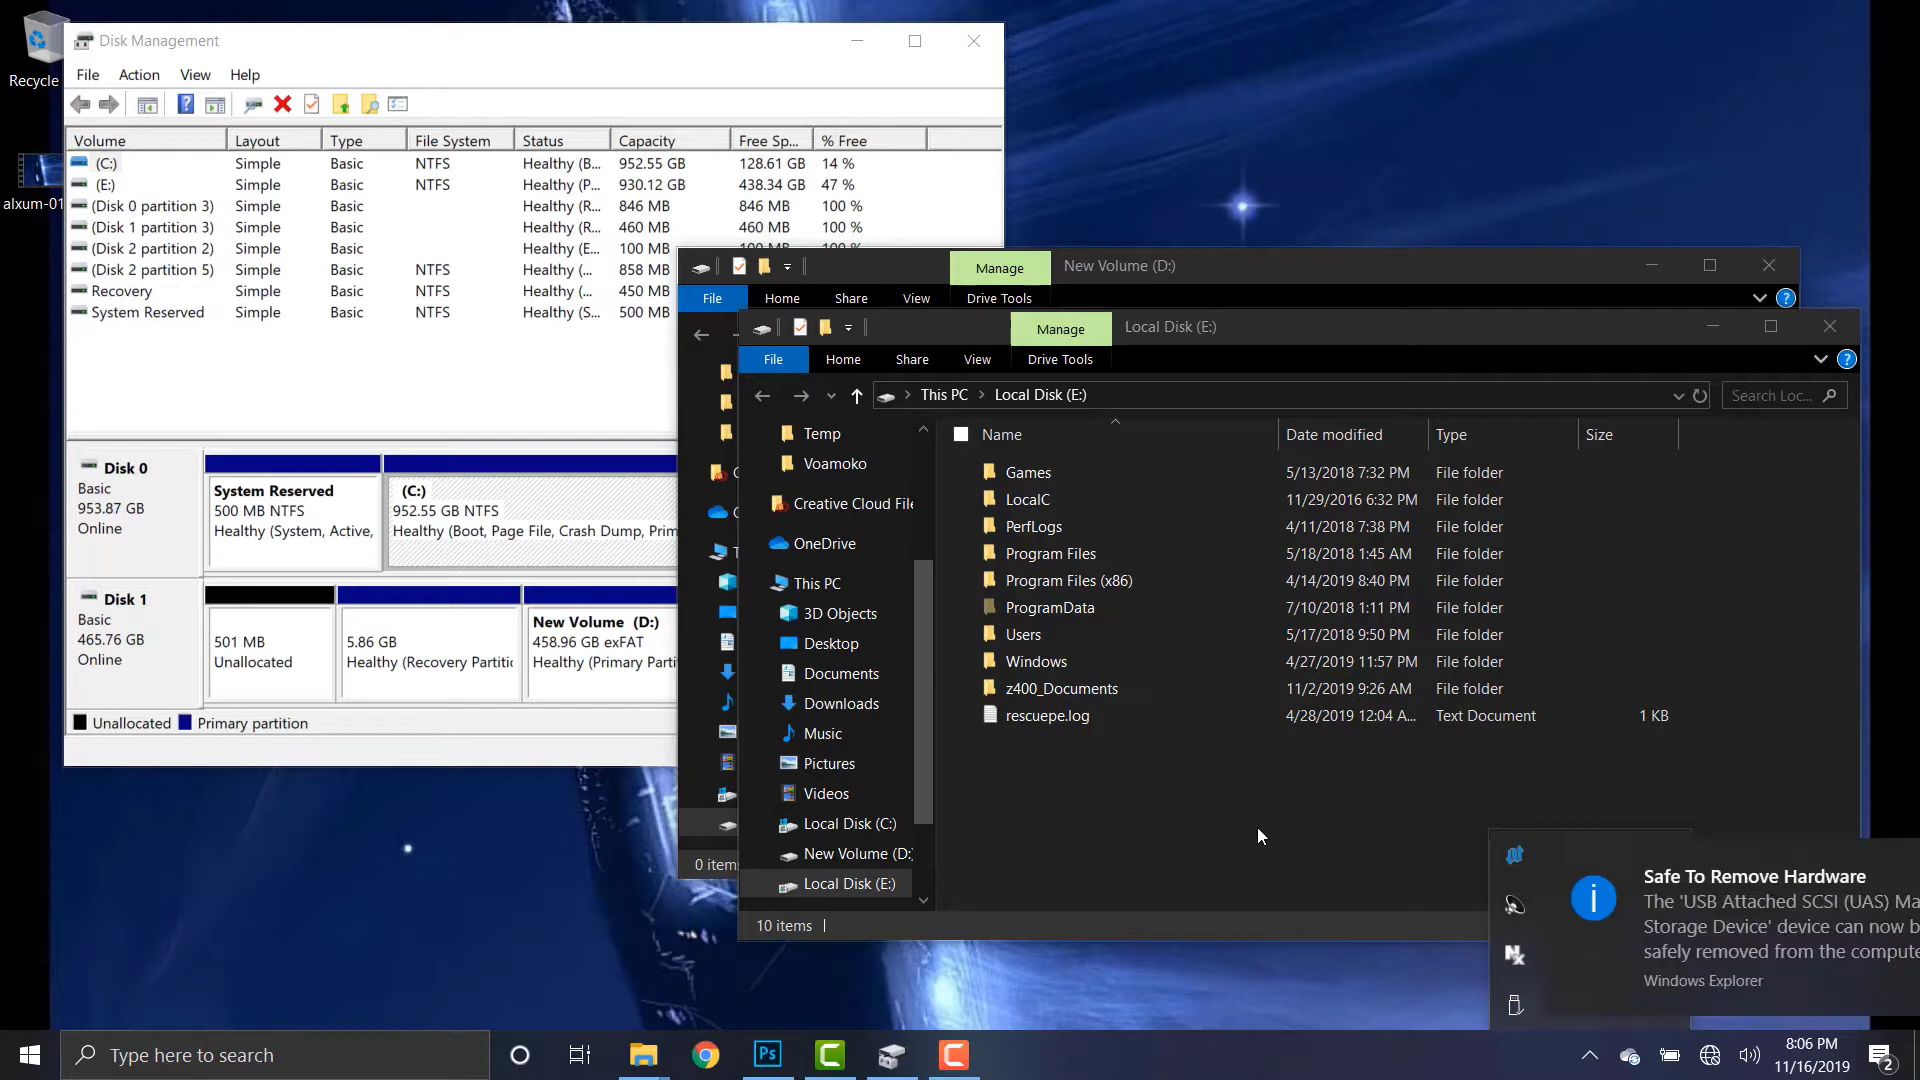 Recycle
alxum-01
Disk Management
File Action View Help
Volume Layout Type File System Status Capacity Free Sp... % Free
(C:) Simple Basic NTFS Healthy (B... 952.55 GB 128.61 GB 14 %
(E:) Simple Basic NTFS Healthy (P... 930.12 GB 438.34 GB 47 %
(Disk 0 partition 3) Simple Basic Healthy (R... 846 MB 846 MB 100 %
(Disk 1 partition 3) Simple Basic Healthy (R... 460 MB 460 MB 100 %
(Disk 2 partition 2) Simple Basic Healthy (E... 100 MB 100 MB 100 %
(Disk 2 partition 5) Simple Basic NTFS Healthy (... 858 MB
Recovery Simple Basic NTFS Healthy (... 450 MB
System Reserved Simple Basic NTFS Healthy (S... 500 MB
Disk 0
Basic
953.87 GB
Online
System Reserved
500 MB NTFS
Healthy (System, Active,
(C:)
952.55 GB NTFS
Healthy (Boot, Page File, Crash Dump, Prim
Disk 1
Basic
465.76 GB
Online
501 MB
Unallocated
5.86 GB
Healthy (Recovery Partitic
New Volume (D:)
458.96 GB exFAT
Healthy (Primary Parti
Unallocated Primary partition
Manage New Volume (D:)
File Home Share View Drive Tools
0 items
Manage Local Disk (E:)
File Home Share View Drive Tools
This PC Local Disk (E:)
Search Loc...
Temp
Voamoko
Creative Cloud File
OneDrive
This PC
3D Objects
Desktop
Documents
Downloads
Music
Pictures
Videos
Local Disk (C:)
New Volume (D:)
Local Disk (E:)
Name Date modified Type Size
Games 5/13/2018 7:32 PM File folder
LocalC 11/29/2016 6:32 PM File folder
PerfLogs 4/11/2018 7:38 PM File folder
Program Files 5/18/2018 1:45 AM File folder
Program Files (x86) 4/14/2019 8:40 PM File folder
ProgramData 7/10/2018 1:11 PM File folder
Users 5/17/2018 9:50 PM File folder
Windows 4/27/2019 11:57 PM File folder
z400_Documents 11/2/2019 9:26 AM File folder
rescuepe.log 4/28/2019 12:04 A... Text Document 1 KB
10 items
Safe To Remove Hardware
The 'USB Attached SCSI (UAS) Ma
Storage Device' device can now b
safely removed from the compute
Windows Explorer
Type here to search
Ps
8:06 PM
11/16/2019
2